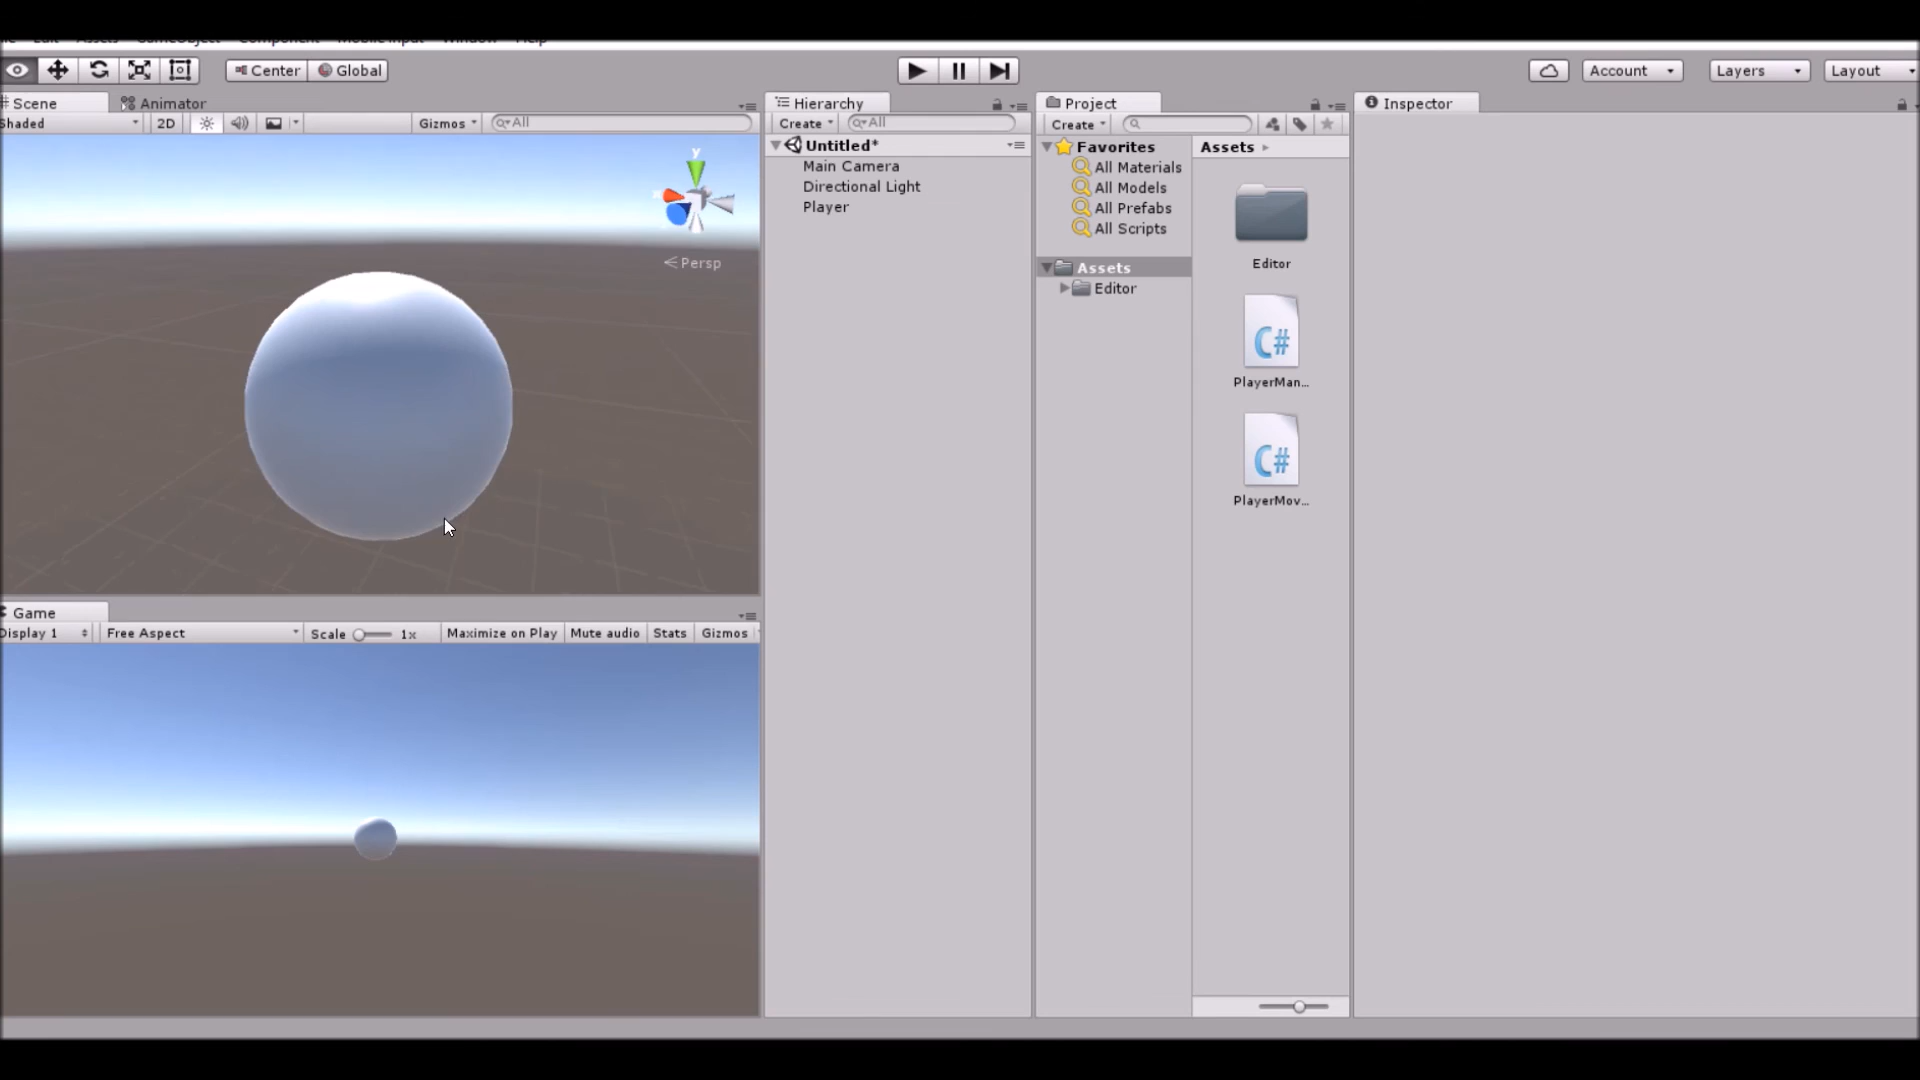 Center Global Account Layers Layout
Scene Animator Hierarchy Project Inspector
Shaded 2D Gizmos All Create All Create
Untitled*
Main Camera
Directional Light
Player
Favorites
All Materials
All Models
All Prefabs
All Scripts
Assets
Editor
Assets
Editor
C#
PlayerMan...
C#
PlayerMov...
y
Persp
Game
Display 1 Free Aspect Scale 1x Maximize on Play Mute audio Stats Gizmos